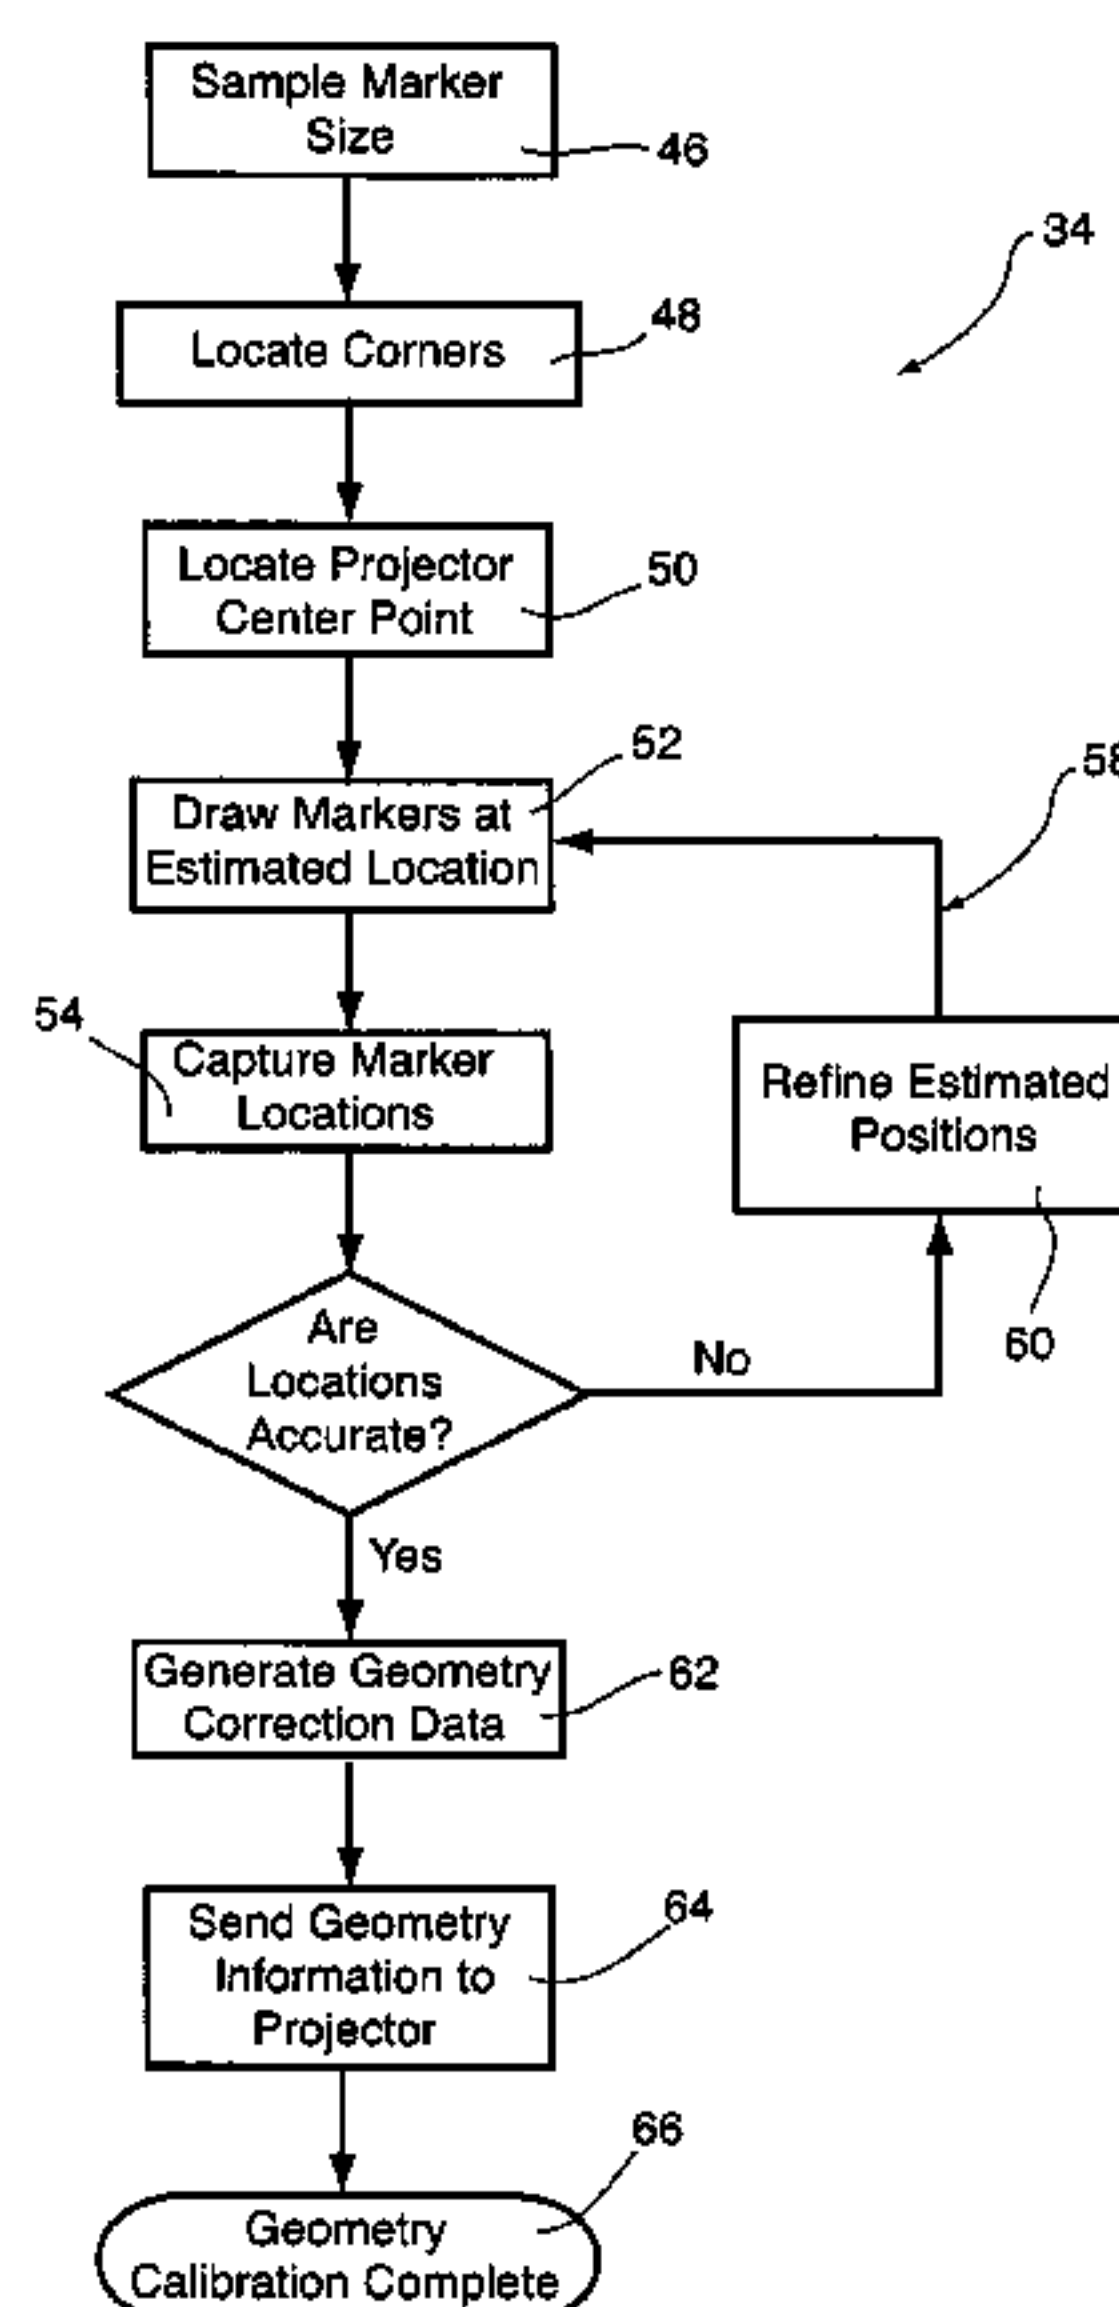 Sample Marker
Size
46
34
Locate Corners
48
Locate Projector
Center Point
50
52
Draw Markers at
Estimated Location
58
54
Capture Marker
Locations
Refine Estimated
Positions
60
Are
Locations
Accurate?
No
Yes
Generate Geometry
Correction Data
62
Send Geometry
Information to
Projector
64
66
Geometry
Calibration Complete